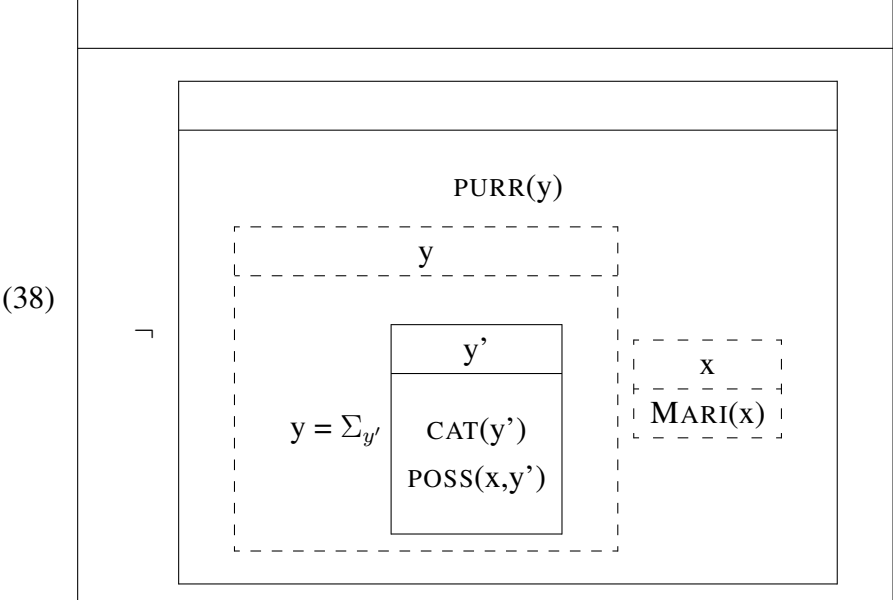 PURR(y)
y
(38)
¬
y’
x
y = Σy′
CAT(y’)
MARI(x)
POSS(x,y’)